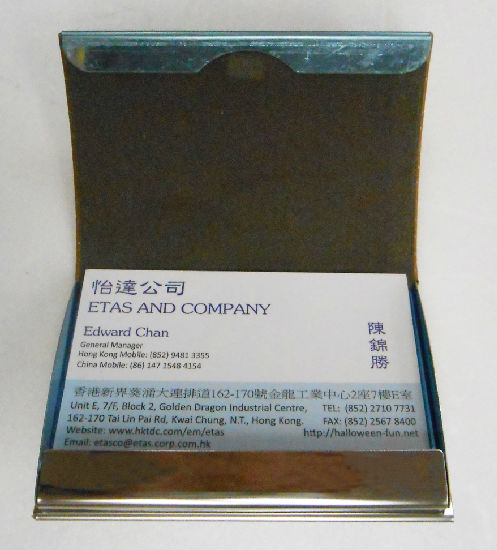 怡達公司
ETAS AND COMPANY
Edward Chan
General Manager
Hong Kong Mobile: (852) 9481 3355
China Mobile: (86) 147 1548 4154
陳錦勝
香港新界葵涌大連排道162-170號金龍工業中心2座7樓E室
Unit E, 7/F, Block 2, Golden Dragon Industrial Centre,
TEL: (852) 2710 7731
162-170 Tai Lin Pai Rd, Kwai Chung, N.T., Hong Kong.
FAX: (852) 2567 8400
Website: www.hktdc.com/em/etas
http://halloween-fun.net
Email: etasco@etas.corp.com.hk